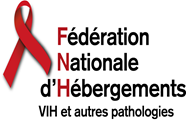 Fédération
Nationale
d'Hébergements
VIH et autres pathologies